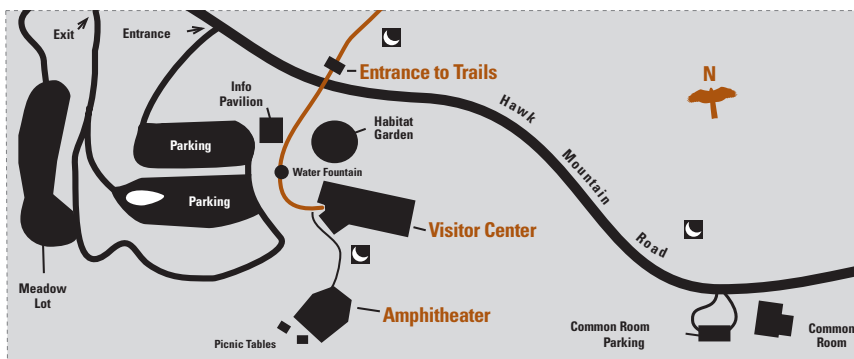 Exit
Entrance
Entrance to Trails
N
Info
Pavilion
Habitat
Garden
Hawk
Mountain
Road
Parking
Water Fountain
Parking
Visitor Center
Meadow
Lot
Amphitheater
Picnic Tables
Common Room
Parking
Common
Room